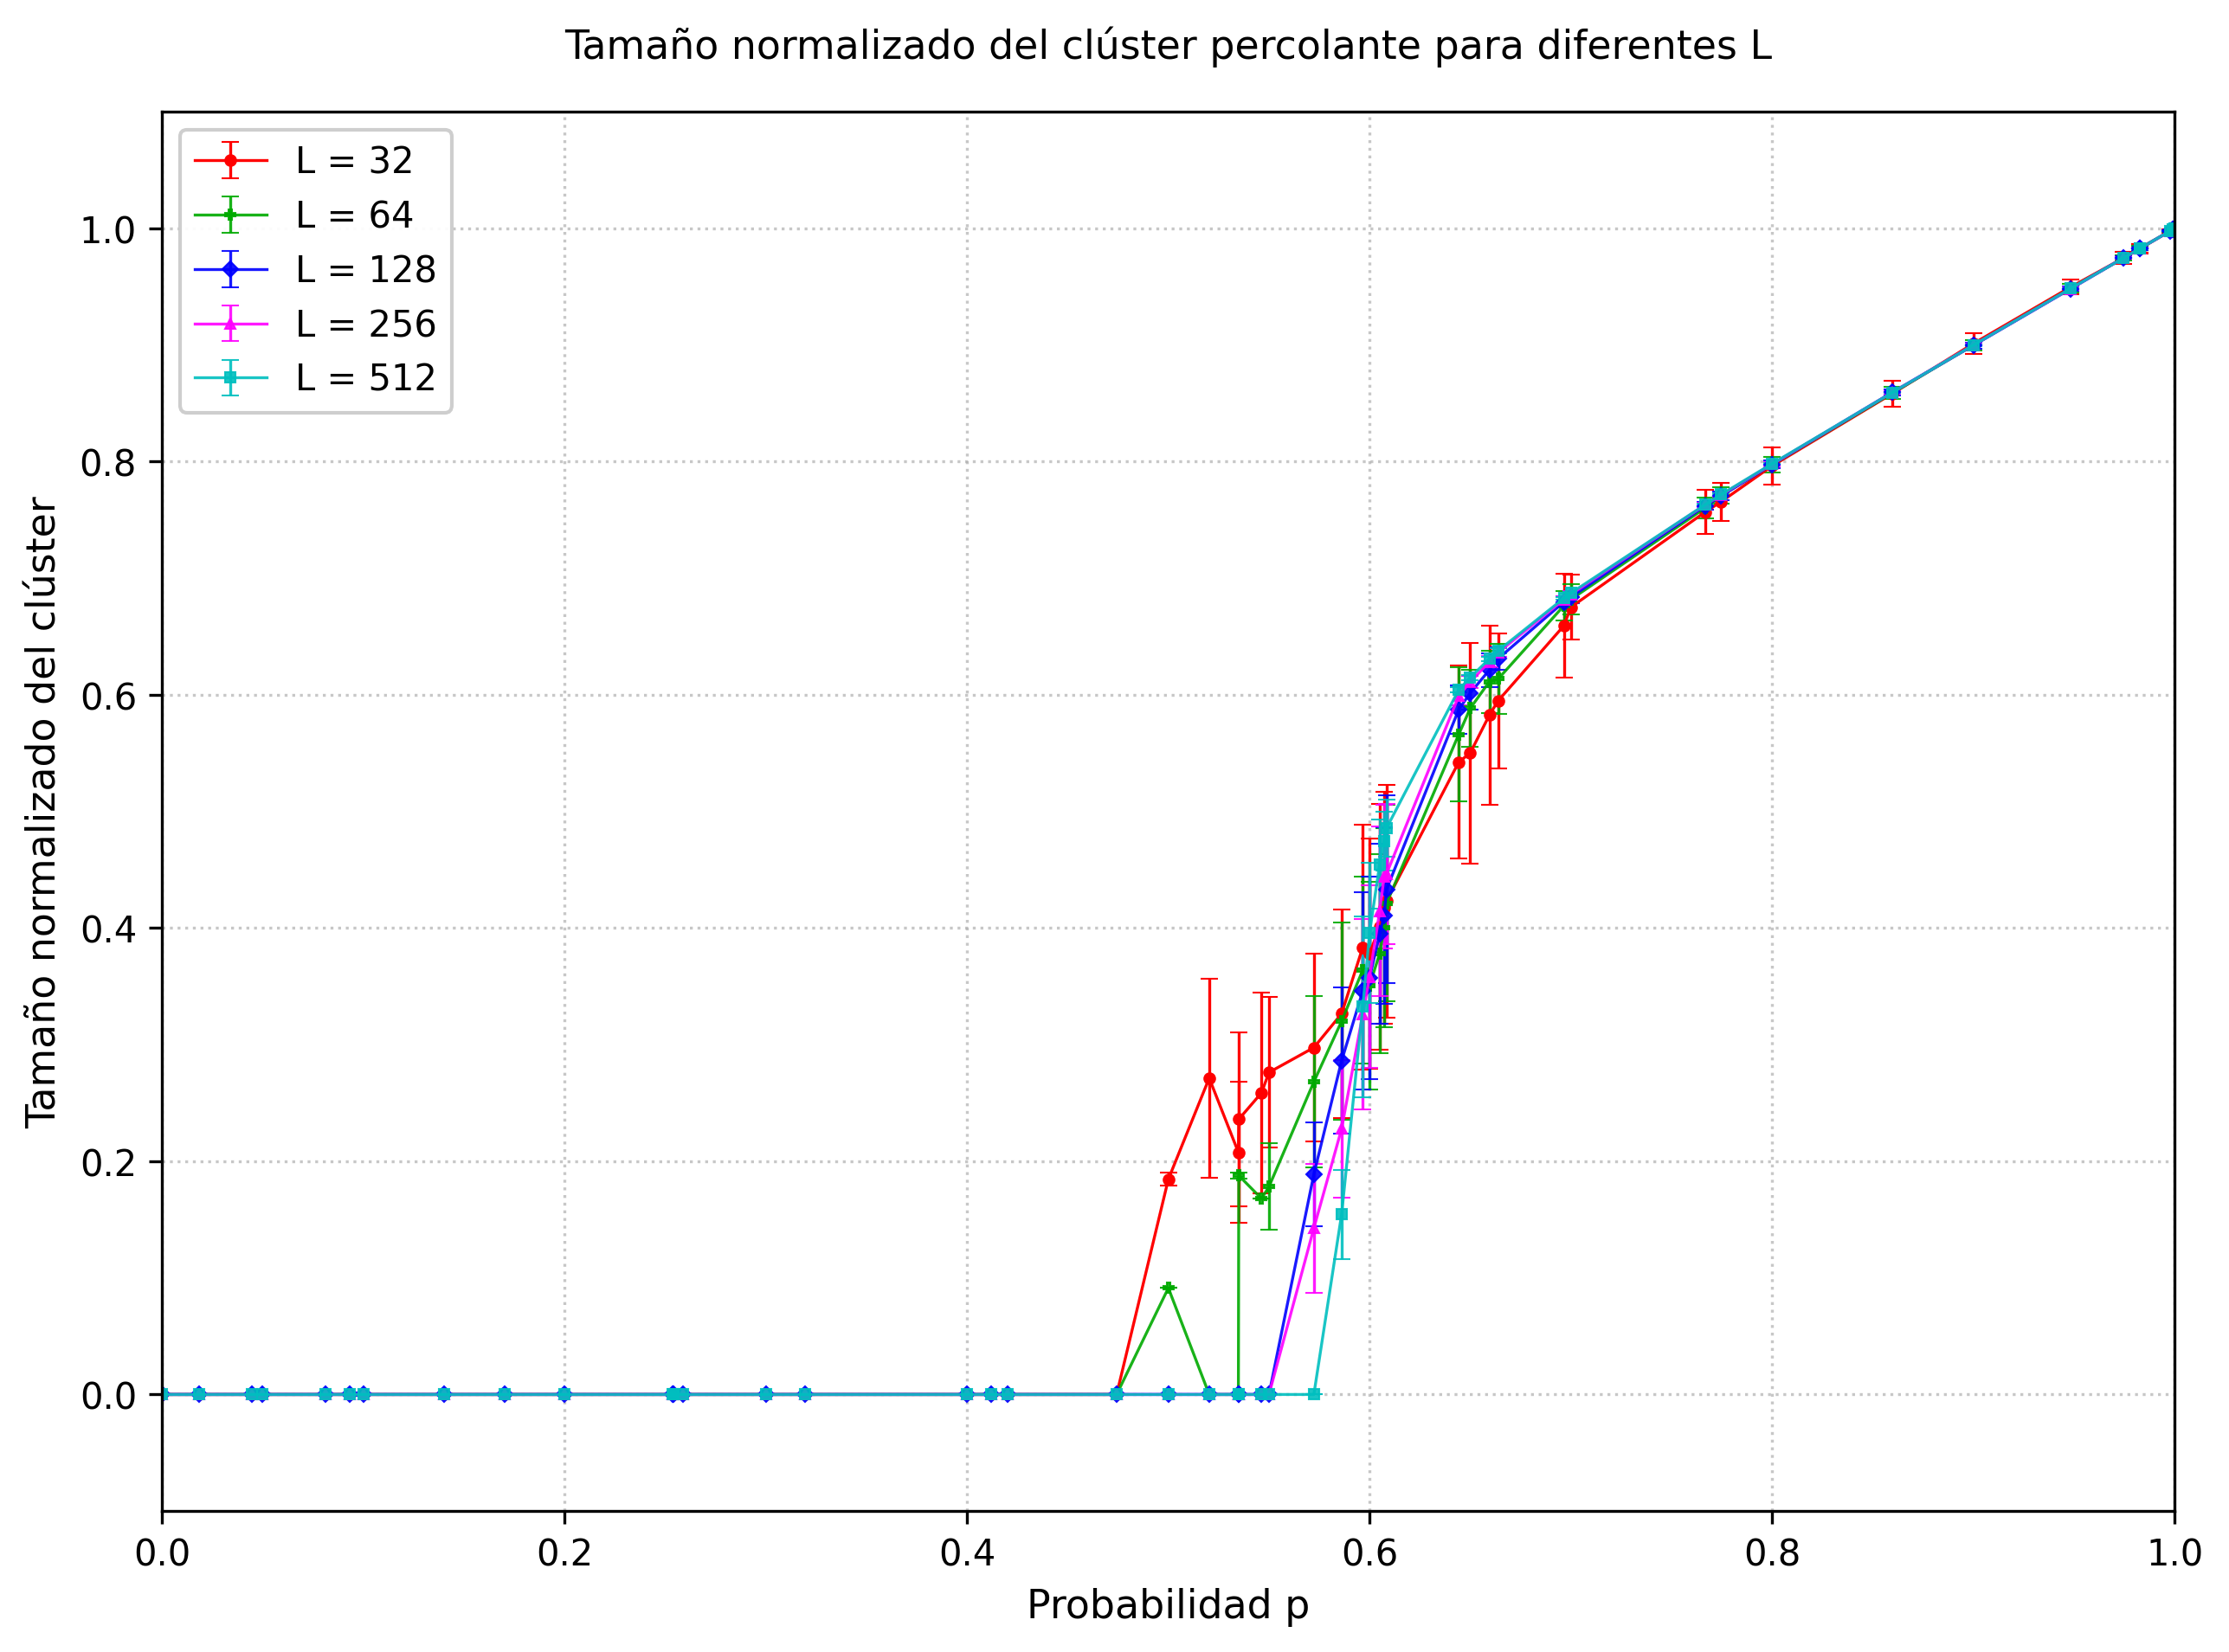 Tamaño normalizado del clúster percolante para diferentes L
L = 32
L = 64
L = 128
L = 256
L = 512
Tamaño normalizado del clúster
1.0
0.8
0.6
0.4
0.2
0.0
0.0 0.2 0.4 0.6 0.8 1.0
Probabilidad p